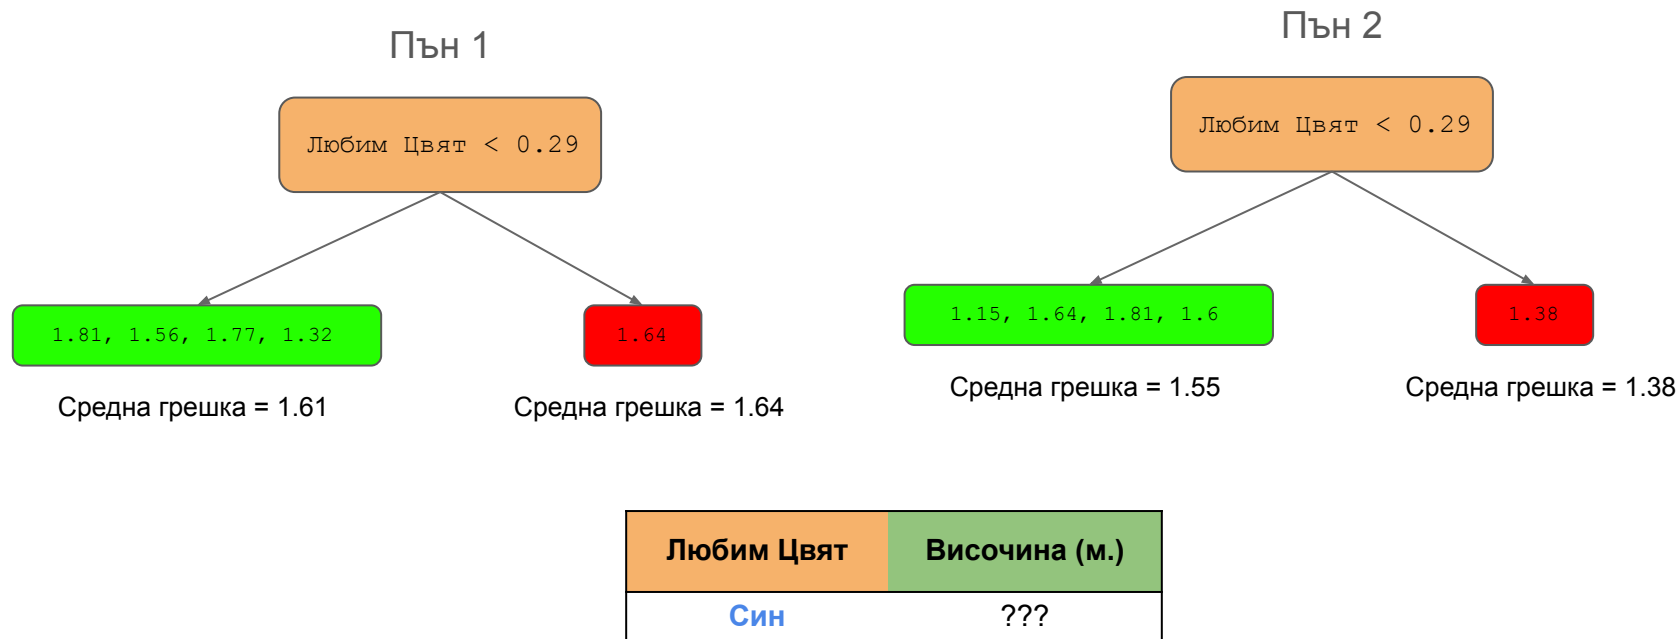 Пън 1
Пън 2
Любим Цвят < 0.29
Любим Цвят < 0.29
1.81, 1.56, 1.77, 1.32
1.64
1.15, 1.64, 1.81, 1.6
1.38
Средна грешка = 1.61
Средна грешка = 1.64
Средна грешка = 1.55
Средна грешка = 1.38
Любим Цвят Височина (м.)
Син ???